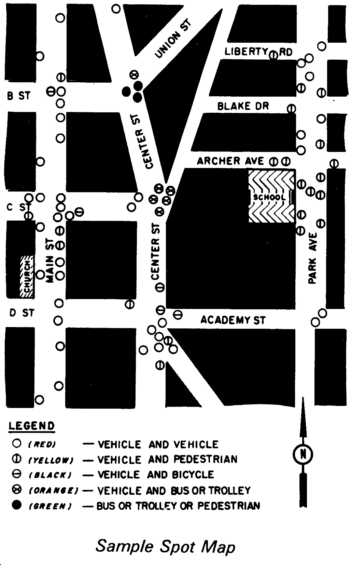 UNION ST
LIBERTY RD
B ST
BLAKE DR
CENTER ST
ARCHER AVE
SCHOOL
C ST
MAIN ST
CENTER ST
PARK AVE
CHURCH
D ST
ACADEMY ST
LEGEND
(RED) — VEHICLE AND VEHICLE
(YELLOW) — VEHICLE AND PEDESTRIAN
(BLACK) — VEHICLE AND BICYCLE
(ORANGE) — VEHICLE AND BUS OR TROLLEY
(GREEN) — BUS OR TROLLEY OR PEDESTRIAN
N
Sample Spot Map